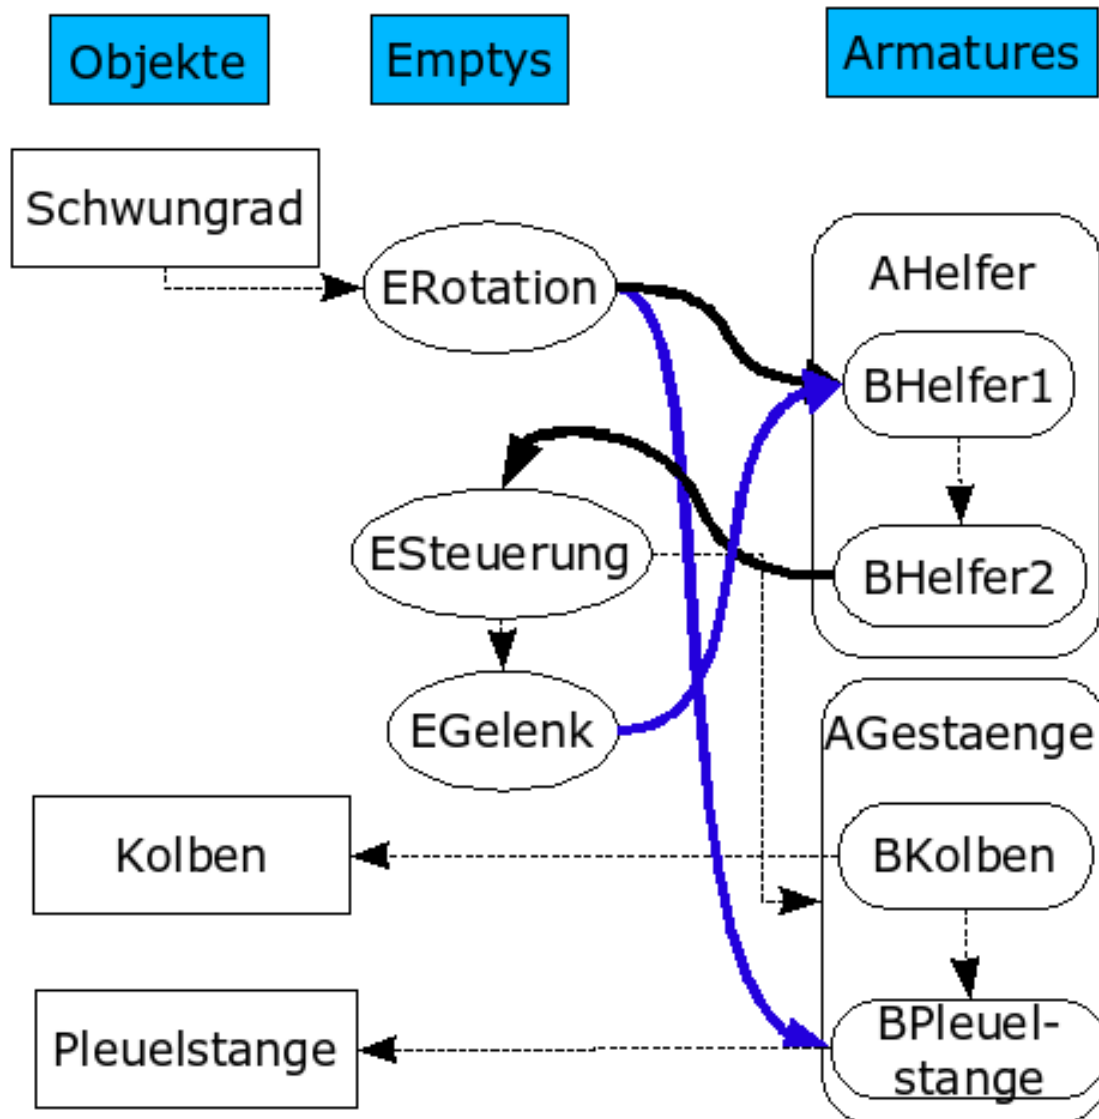 Objekte
Emptys
Armatures
Schwungrad
ERotation
AHelfer
BHelfer1
ESteuerung
BHelfer2
EGelenk
AGestaenge
Kolben
BKolben
Pleuelstange
BPleuel-
stange